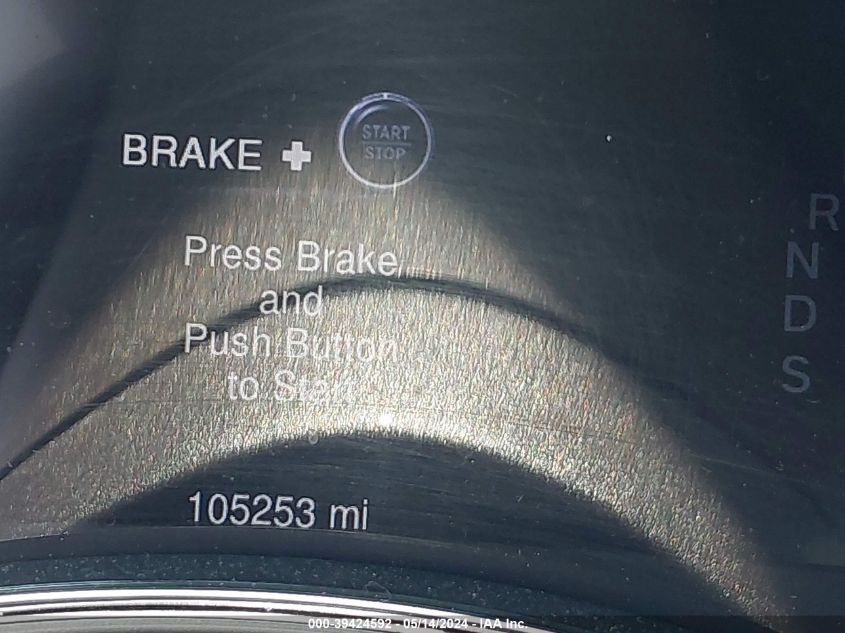 BRAKE +
START
STOP
Press Brake
and
Push Button
to Start
105253 mi
R
N
D
S
000-39424592 - 05/14/2024 - IAA Inc.